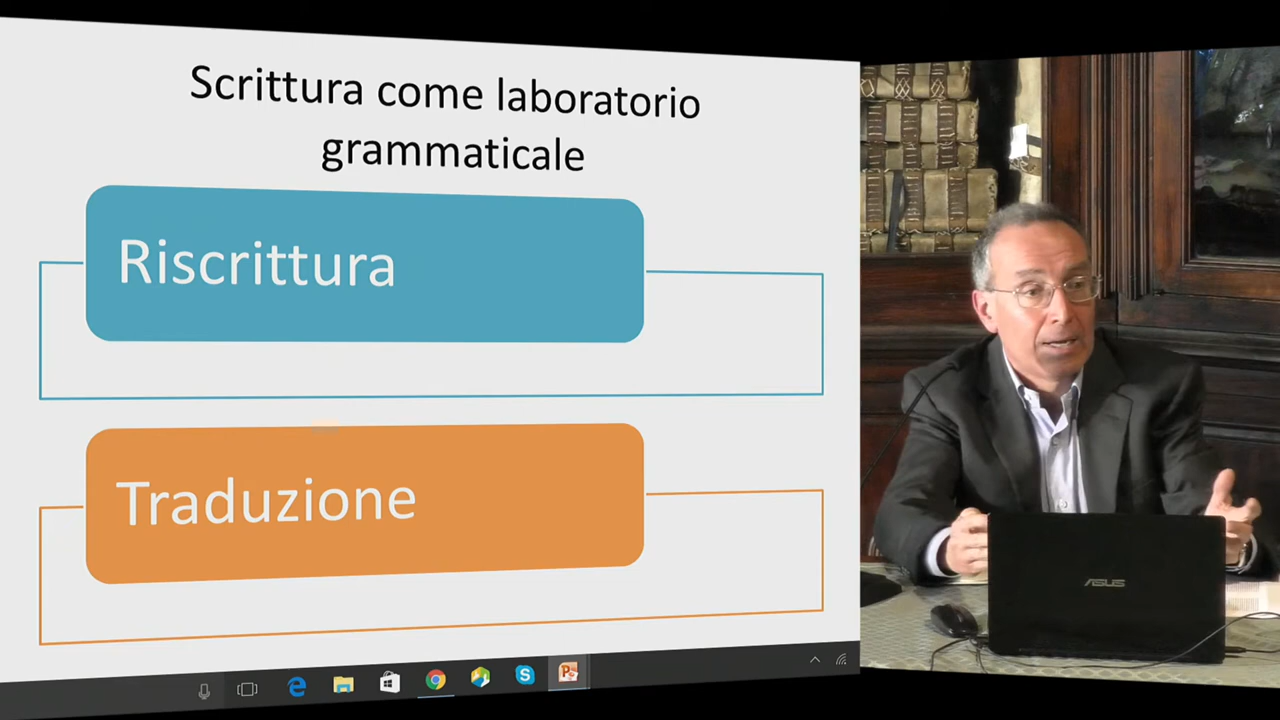 Scrittura come laboratorio
grammaticale
Riscrittura
Traduzione
ASUS